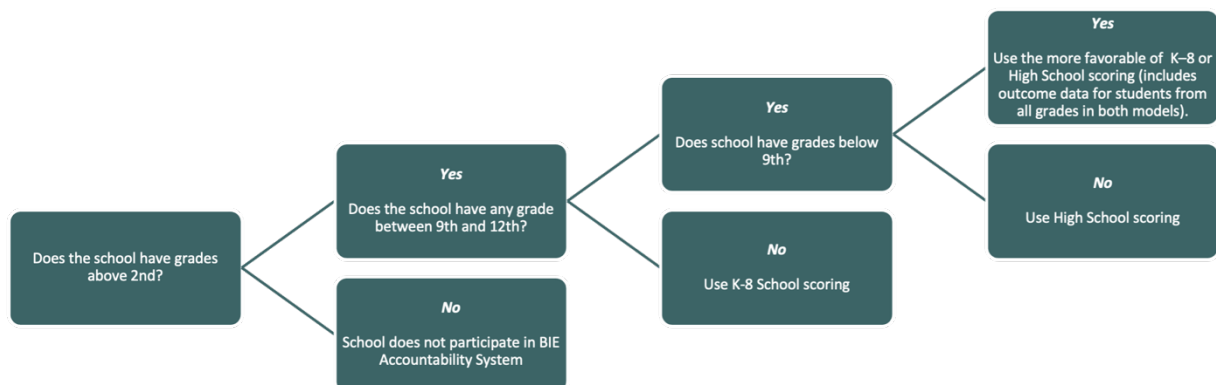 Does the school have grades
above 2nd?
Yes
Does the school have any grade
between 9th and 12th?
No
School does not participate in BIE
Accountability System
Yes
Does school have grades below
9th?
No
Use K-8 School scoring
Yes
Use the more favorable of  K–8 or
High School scoring (includes
outcome data for students from
all grades in both models).
No
Use High School scoring